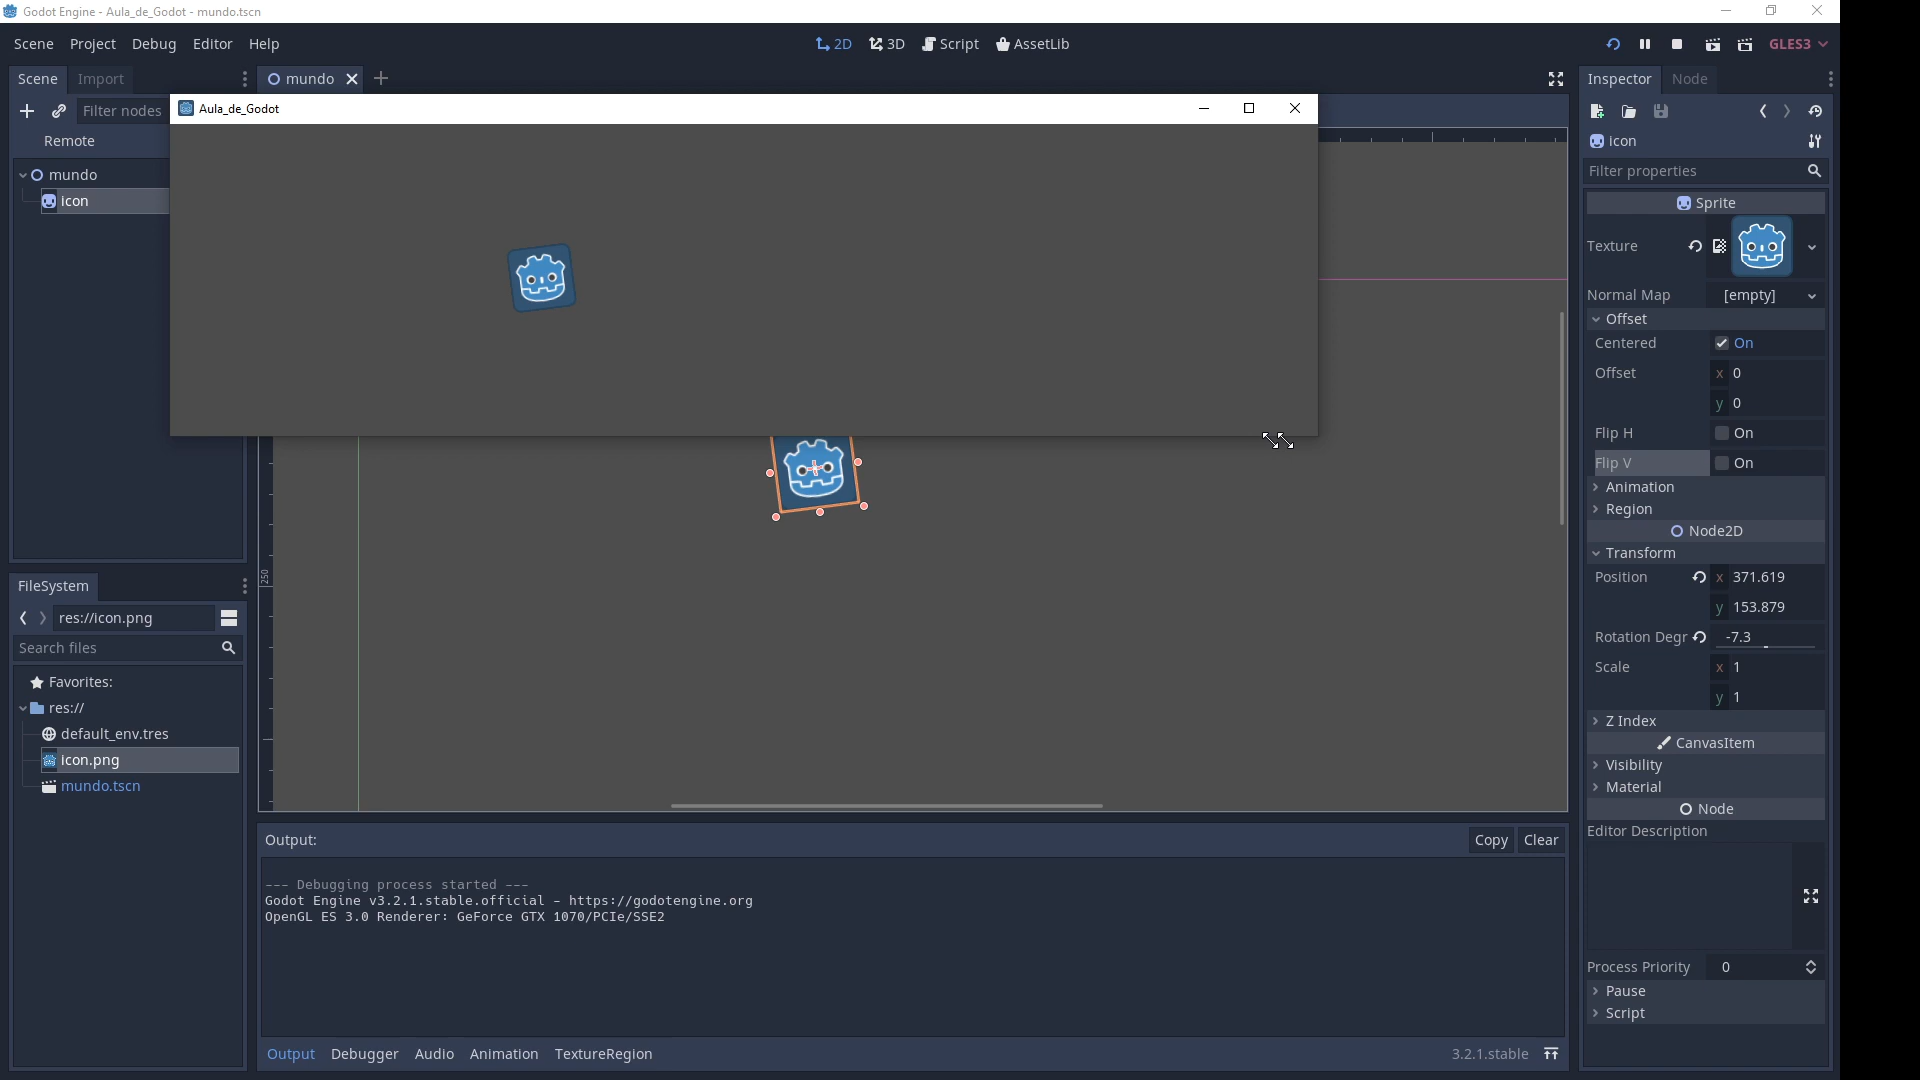 Godot Engine - Aula_de_Godot - mundo.tscn
Scene Project Debug Editor Help
2D 3D Script AssetLib
GLES3
Scene Import
mundo
Inspector Node
Filter nodes
Remote
mundo
icon
Aula_de_Godot
icon
Filter properties
Sprite
Texture
Normal Map [empty]
Offset
Centered On
Offset x 0
y 0
Flip H On
Flip V On
Animation
Region
Node2D
Transform
Position x 371.619
y 153.879
Rotation Degr -7.3
Scale x 1
y 1
Z Index
CanvasItem
Visibility
Material
Node
Editor Description
Process Priority 0
Pause
Script
250
FileSystem
res://icon.png
Search files
Favorites:
res://
default_env.tres
icon.png
mundo.tscn
Output: Copy Clear
--- Debugging process started ---
Godot Engine v3.2.1.stable.official - https://godotengine.org
OpenGL ES 3.0 Renderer: GeForce GTX 1070/PCIe/SSE2
Output Debugger Audio Animation TextureRegion
3.2.1.stable